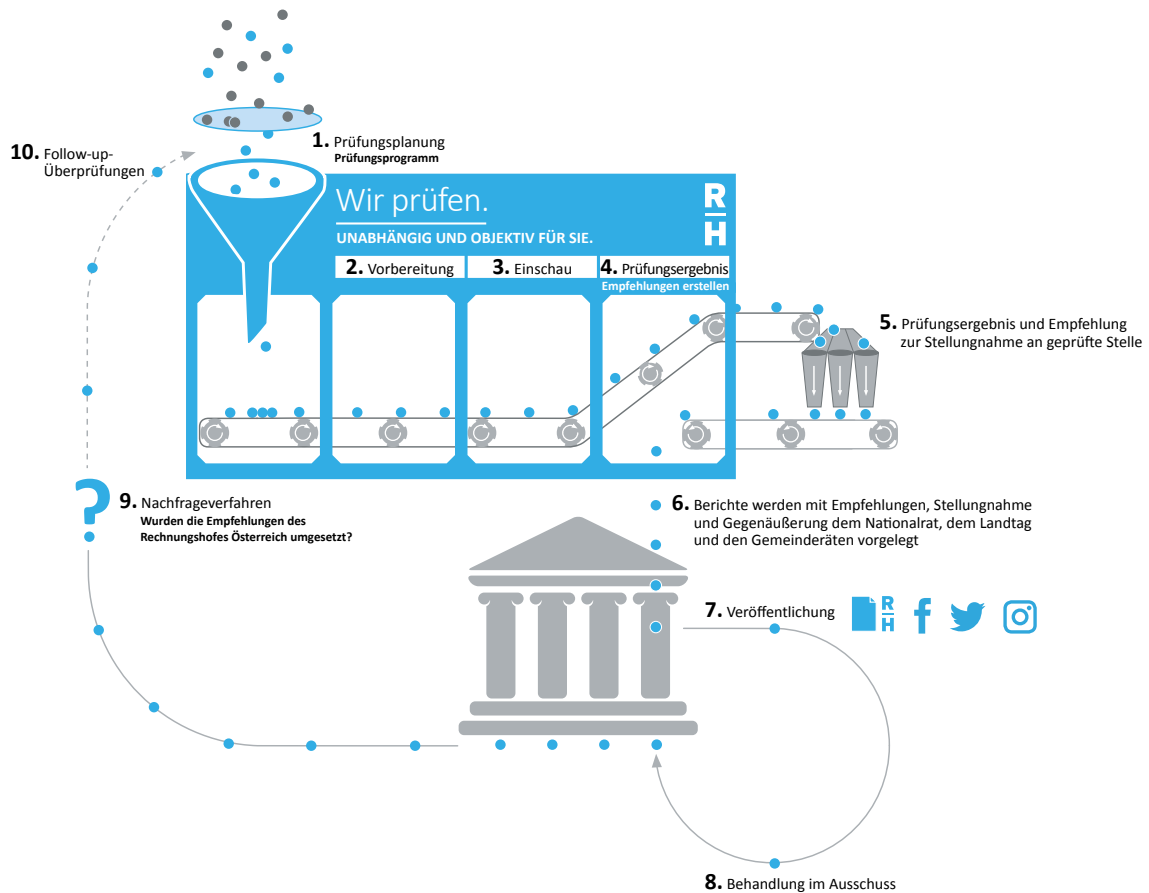 1. Prüfungsplanung
Prüfungsprogramm
10. Follow-up-
Überprüfungen
Wir prüfen.
UNABHÄNGIG UND OBJEKTIV FÜR SIE.
R
H
2. Vorbereitung
3. Einschau
4. Prüfungsergebnis
Empfehlungen erstellen
5. Prüfungsergebnis und Empfehlung
zur Stellungnahme an geprüfte Stelle
?
9. Nachfrageverfahren
Wurden die Empfehlungen des
Rechnungshofes Österreich umgesetzt?
6. Berichte werden mit Empfehlungen, Stellungnahme
und Gegenäußerung dem Nationalrat, dem Landtag
und den Gemeinderäten vorgelegt
7. Veröffentlichung
R
H
f
8. Behandlung im Ausschuss